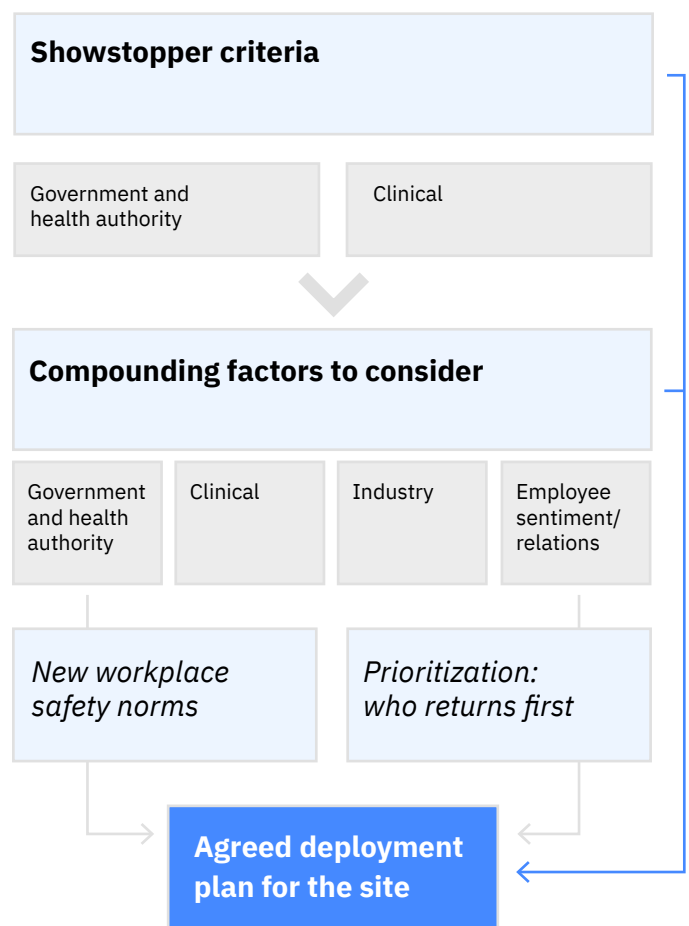 Showstopper criteria
Government and
health authority
Clinical
Compounding factors to consider
Government
and health
authority
Clinical
Industry
Employee
sentiment/
relations
New workplace
safety norms
Prioritization:
who returns first
Agreed deployment
plan for the site